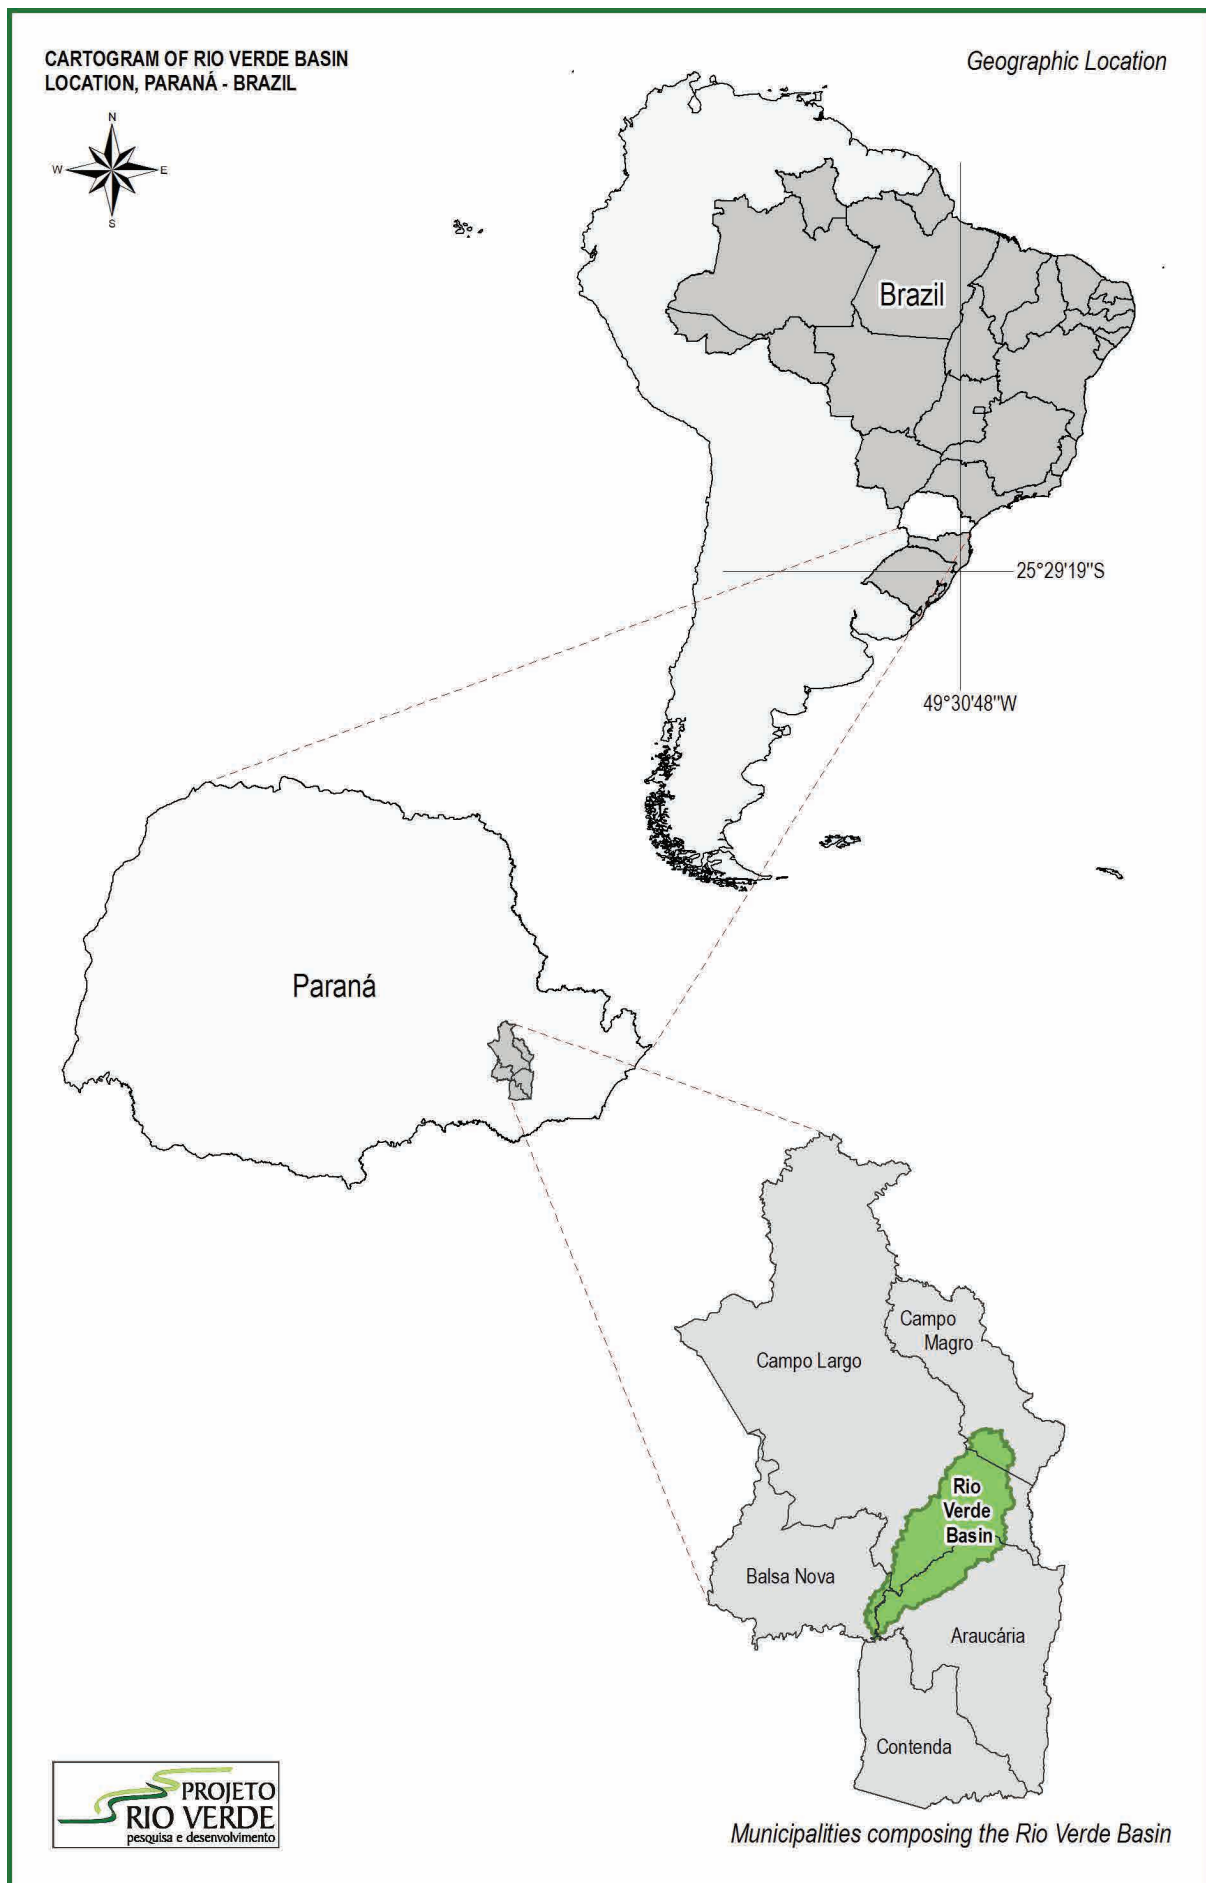 CARTOGRAM OF RIO VERDE BASIN
LOCATION, PARANÁ - BRAZIL
Geographic Location
N
W
E
S
Brazil
25°29'19"S
49°30'48"W
Paraná
Campo
Magro
Campo Largo
Rio
Verde
Basin
Balsa Nova
Araucária
Contenda
PROJETO
RIO VERDE
pesquisa e desenvolvimento
Municipalities composing the Rio Verde Basin